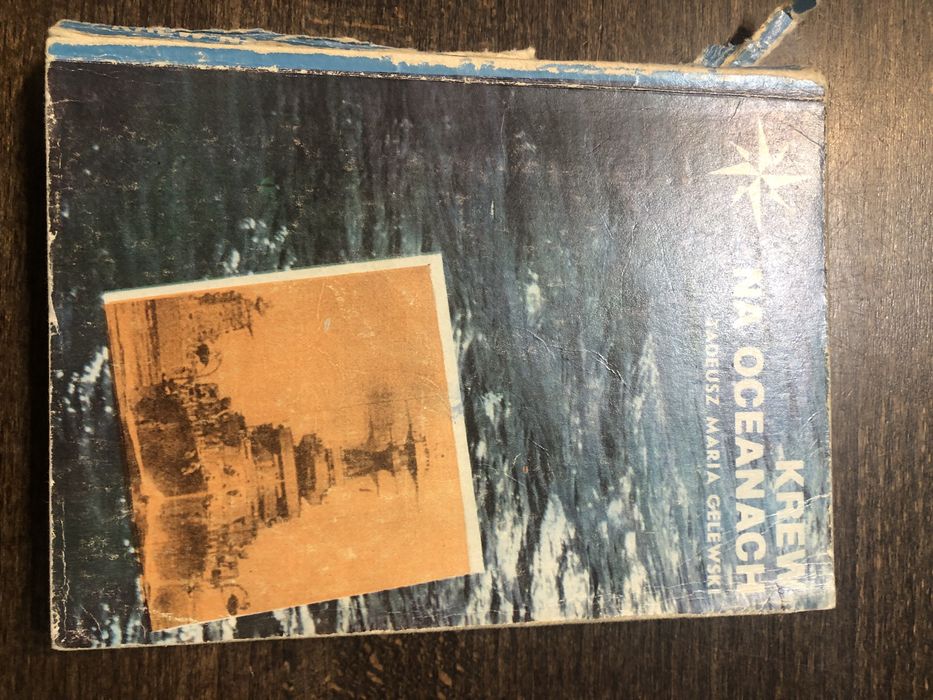 KREW
NA OCEANACH
TADEUSZ MARIA GELEWSKI